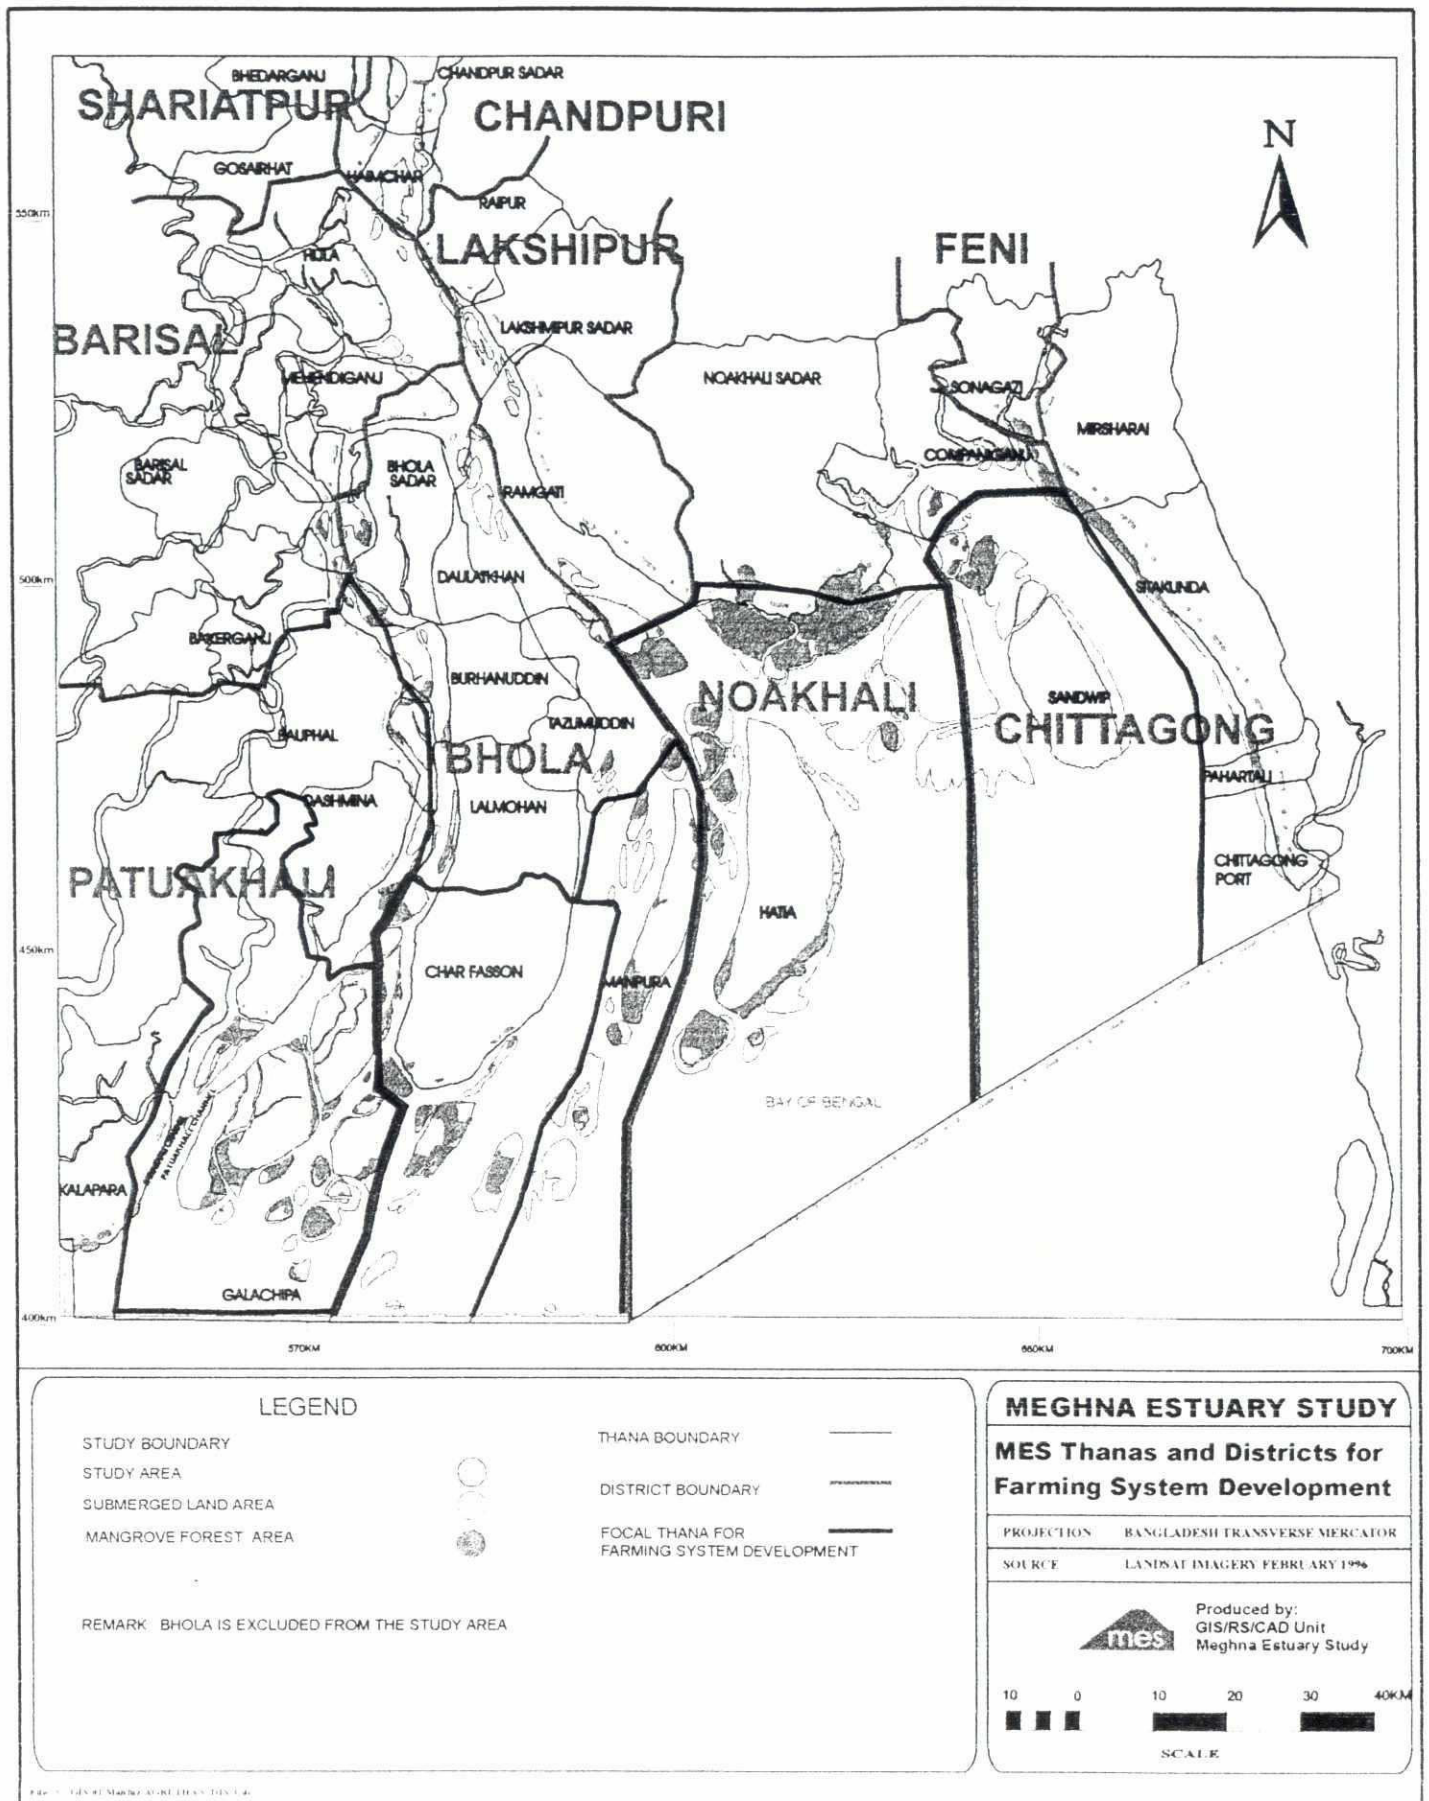 BHEDARGANJ
CHANDPUR SADAR
SHARIATPUR
CHANDPURI
N
GOSAIRHAT
HAIMCHAR
RAIPUR
550km
LAKSHIPUR
FENI
HIZLA
BARISAL
LAKSHMIPUR SADAR
MEHENDIGANJ
NOAKHALI SADAR
SONAGAZI
MIRSHARAI
COMPANIGANJ
BARISAL
SADAR
BHOLA
SADAR
RAMGATI
500km
DAULATKHAN
SITAKUNDA
BAKERGANJ
BURHANUDDIN
NOAKHALI
SANDWIP
CHITTAGONG
BAUPHAL
TAZUMUDDIN
BHOLA
PAHARTALI
DASHMINA
LALMOHAN
PATUAKHALI
CHITTAGONG
PORT
HATIA
450km
CHAR FASSON
MANPURA
BAY OF BENGAL
KALAPARA
GALACHIPA
400km
570KM
600KM
660KM
700KM
LEGEND
STUDY BOUNDARY
STUDY AREA
SUBMERGED LAND AREA
MANGROVE FOREST AREA
THANA BOUNDARY
DISTRICT BOUNDARY
FOCAL THANA FOR
FARMING SYSTEM DEVELOPMENT
REMARK BHOLA IS EXCLUDED FROM THE STUDY AREA
MEGHNA ESTUARY STUDY
MES Thanas and Districts for
Farming System Development
PROJECTION BANGLADESH TRANSVERSE MERCATOR
SOURCE LANDSAT IMAGERY FEBRUARY 1996
mes
Produced by:
GIS/RS/CAD Unit
Meghna Estuary Study
10 0 10 20 30 40KM
SCALE